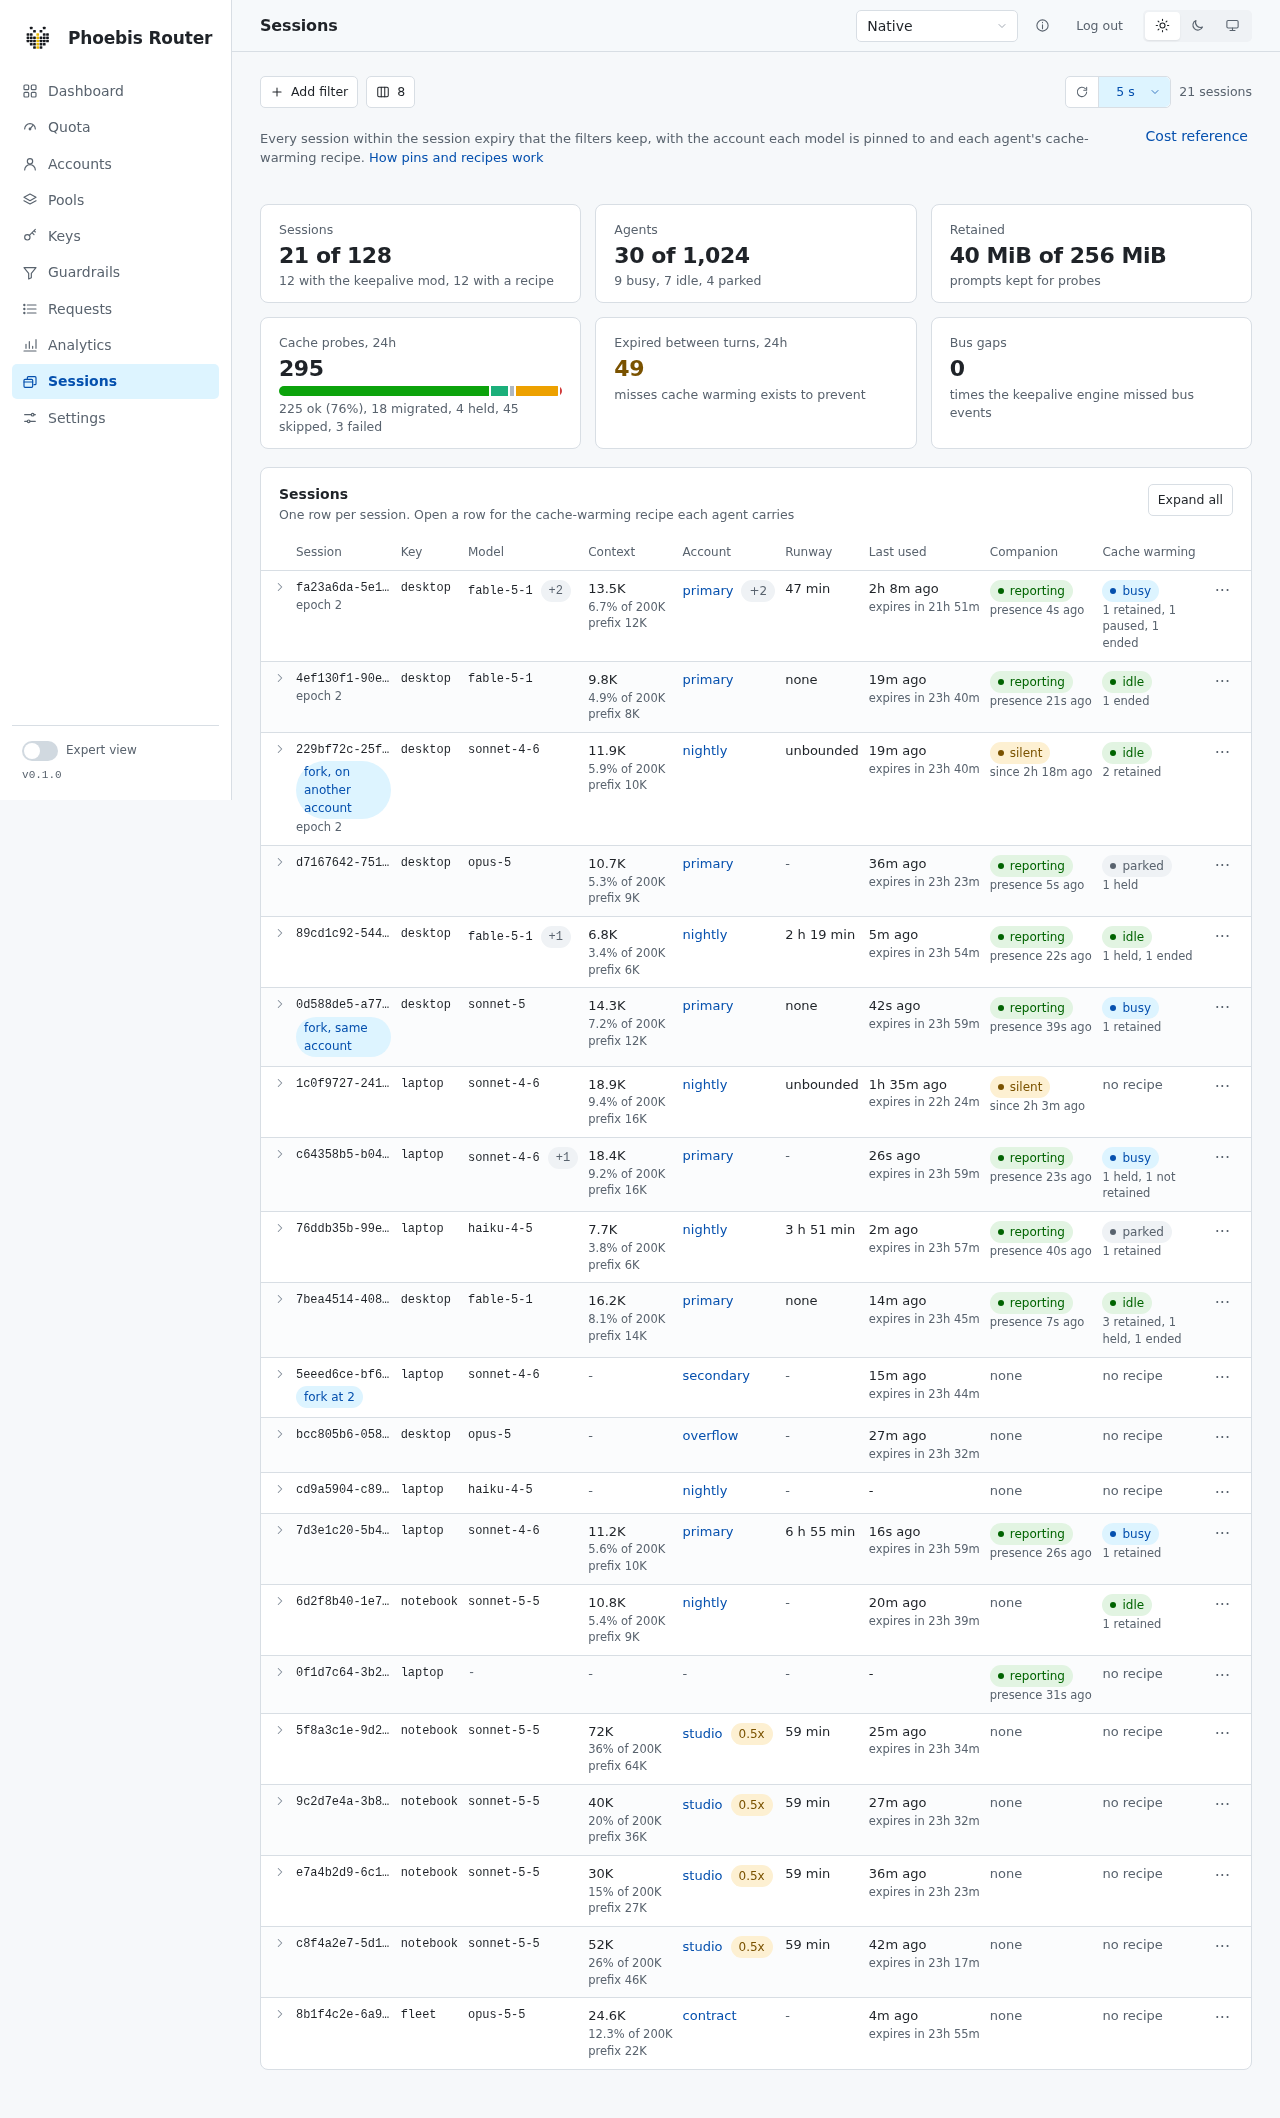 Phoebis Router
Sessions
Native
Log out
Dashboard
Quota
Accounts
Pools
Keys
Guardrails
Requests
Analytics
Sessions
Settings
Expert view
v0.1.0
Add filter
8
5 s
21 sessions
Every session within the session expiry that the filters keep, with the account each model is pinned to and each agent's cache-
warming recipe. How pins and recipes work
Cost reference
Sessions
21 of 128
12 with the keepalive mod, 12 with a recipe
Agents
30 of 1,024
9 busy, 7 idle, 4 parked
Retained
40 MiB of 256 MiB
prompts kept for probes
Cache probes, 24h
295
225 ok (76%), 18 migrated, 4 held, 45
skipped, 3 failed
Expired between turns, 24h
49
misses cache warming exists to prevent
Bus gaps
0
times the keepalive engine missed bus
events
Sessions
One row per session. Open a row for the cache-warming recipe each agent carries
Expand all
Session Key Model Context Account Runway Last used Companion Cache warming
fa23a6da-5e1… desktop fable-5-1 +2 13.5K primary +2 47 min 2h 8m ago reporting busy ···
epoch 2 6.7% of 200K expires in 21h 51m presence 4s ago 1 retained, 1
prefix 12K paused, 1
ended
4ef130f1-90e… desktop fable-5-1 9.8K primary none 19m ago reporting idle ···
epoch 2 4.9% of 200K expires in 23h 40m presence 21s ago 1 ended
prefix 8K
229bf72c-25f… desktop sonnet-4-6 11.9K nightly unbounded 19m ago silent idle ···
fork, on 5.9% of 200K expires in 23h 40m since 2h 18m ago 2 retained
another prefix 10K
account
epoch 2
d7167642-751… desktop opus-5 10.7K primary - 36m ago reporting parked ···
5.3% of 200K expires in 23h 23m presence 5s ago 1 held
prefix 9K
89cd1c92-544… desktop fable-5-1 +1 6.8K nightly 2 h 19 min 5m ago reporting idle ···
3.4% of 200K expires in 23h 54m presence 22s ago 1 held, 1 ended
prefix 6K
0d588de5-a77… desktop sonnet-5 14.3K primary none 42s ago reporting busy ···
fork, same 7.2% of 200K expires in 23h 59m presence 39s ago 1 retained
account prefix 12K
1c0f9727-241… laptop sonnet-4-6 18.9K nightly unbounded 1h 35m ago silent no recipe ···
9.4% of 200K expires in 22h 24m since 2h 3m ago
prefix 16K
c64358b5-b04… laptop sonnet-4-6 +1 18.4K primary - 26s ago reporting busy ···
9.2% of 200K expires in 23h 59m presence 23s ago 1 held, 1 not
prefix 16K retained
76ddb35b-99e… laptop haiku-4-5 7.7K nightly 3 h 51 min 2m ago reporting parked ···
3.8% of 200K expires in 23h 57m presence 40s ago 1 retained
prefix 6K
7bea4514-408… desktop fable-5-1 16.2K primary none 14m ago reporting idle ···
8.1% of 200K expires in 23h 45m presence 7s ago 3 retained, 1
prefix 14K held, 1 ended
5eeed6ce-bf6… laptop sonnet-4-6 - secondary - 15m ago none no recipe ···
fork at 2 expires in 23h 44m
bcc805b6-058… desktop opus-5 - overflow - 27m ago none no recipe ···
expires in 23h 32m
cd9a5904-c89… laptop haiku-4-5 - nightly - - none no recipe ···
7d3e1c20-5b4… laptop sonnet-4-6 11.2K primary 6 h 55 min 16s ago reporting busy ···
5.6% of 200K expires in 23h 59m presence 26s ago 1 retained
prefix 10K
6d2f8b40-1e7… notebook sonnet-5-5 10.8K nightly - 20m ago none idle ···
5.4% of 200K expires in 23h 39m 1 retained
prefix 9K
0f1d7c64-3b2… laptop - - - - - reporting no recipe ···
presence 31s ago
5f8a3c1e-9d2… notebook sonnet-5-5 72K studio 0.5x 59 min 25m ago none no recipe ···
36% of 200K expires in 23h 34m
prefix 64K
9c2d7e4a-3b8… notebook sonnet-5-5 40K studio 0.5x 59 min 27m ago none no recipe ···
20% of 200K expires in 23h 32m
prefix 36K
e7a4b2d9-6c1… notebook sonnet-5-5 30K studio 0.5x 59 min 36m ago none no recipe ···
15% of 200K expires in 23h 23m
prefix 27K
c8f4a2e7-5d1… notebook sonnet-5-5 52K studio 0.5x 59 min 42m ago none no recipe ···
26% of 200K expires in 23h 17m
prefix 46K
8b1f4c2e-6a9… fleet opus-5-5 24.6K contract - 4m ago none no recipe ···
12.3% of 200K expires in 23h 55m
prefix 22K